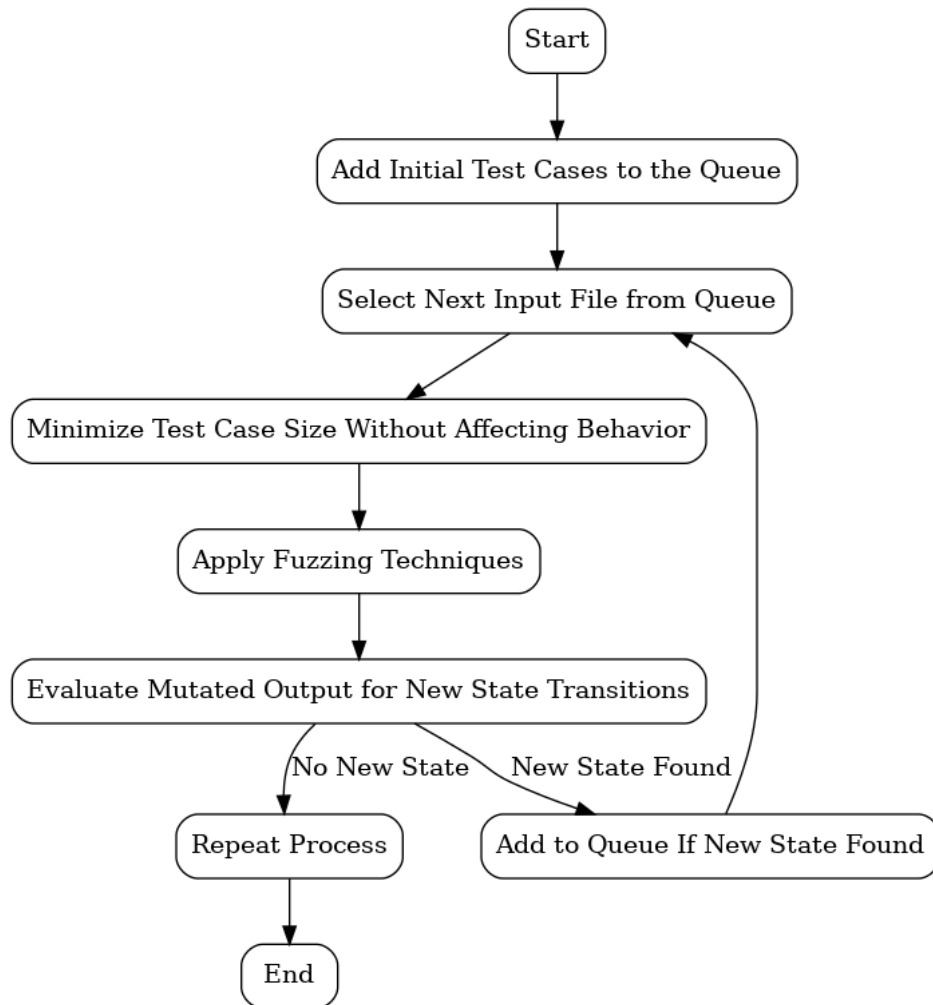 Start
Add Initial Test Cases to the Queue
Select Next Input File from Queue
Minimize Test Case Size Without Affecting Behavior
Apply Fuzzing Techniques
Evaluate Mutated Output for New State Transitions
No New State
New State Found
Repeat Process
Add to Queue If New State Found
End